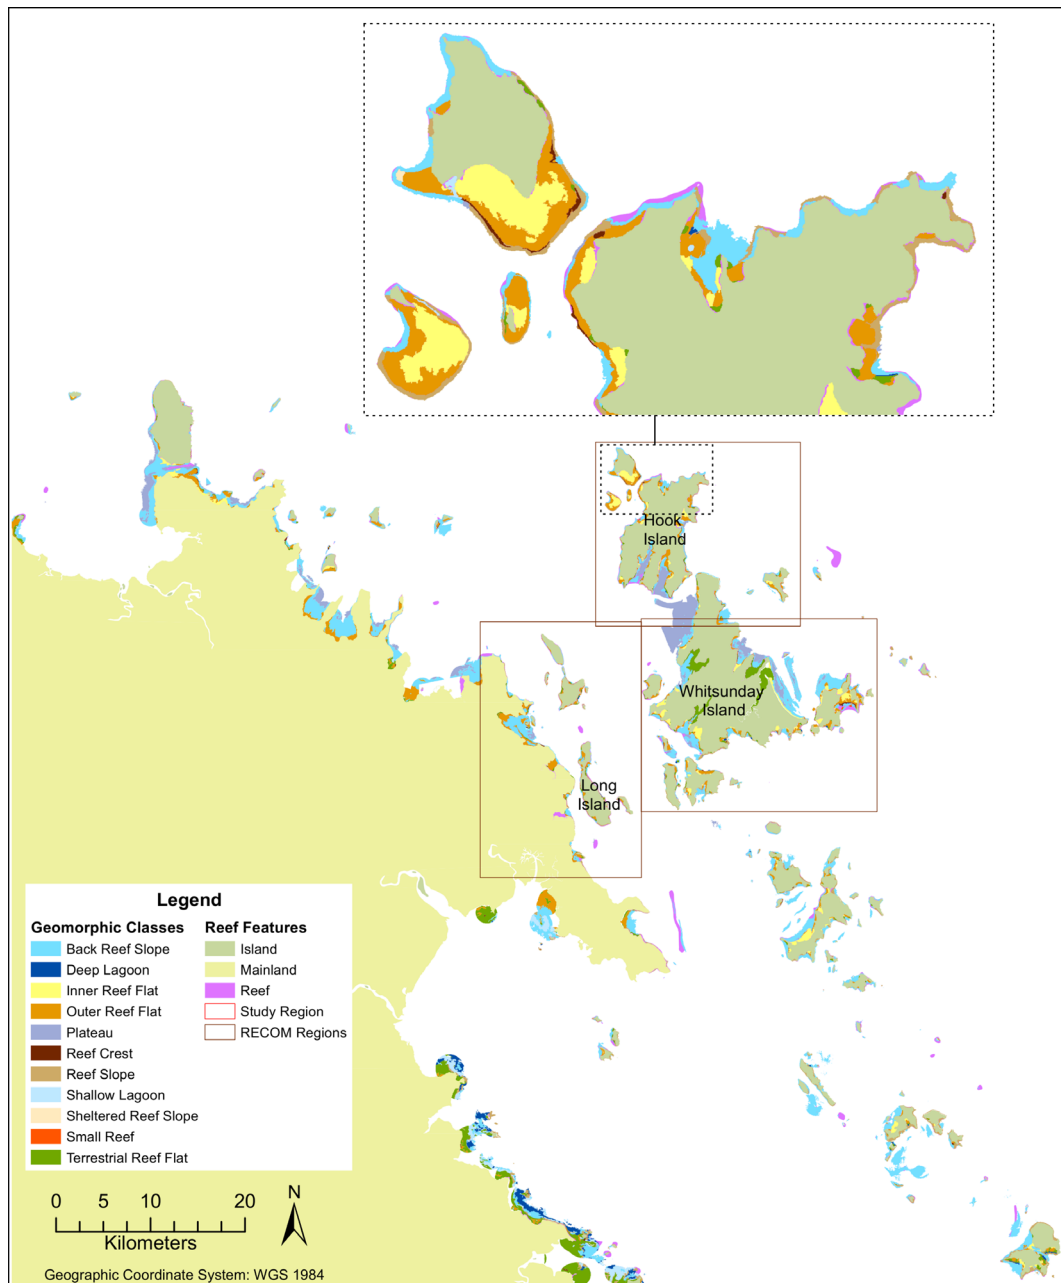 Hook
Island
Whitsunday
Island
Long
Island
Legend
Geomorphic Classes
Back Reef Slope
Deep Lagoon
Inner Reef Flat
Outer Reef Flat
Plateau
Reef Crest
Reef Slope
Shallow Lagoon
Sheltered Reef Slope
Small Reef
Terrestrial Reef Flat
Reef Features
Island
Mainland
Reef
Study Region
RECOM Regions
0 5 10 20
Kilometers
N
Geographic Coordinate System: WGS 1984